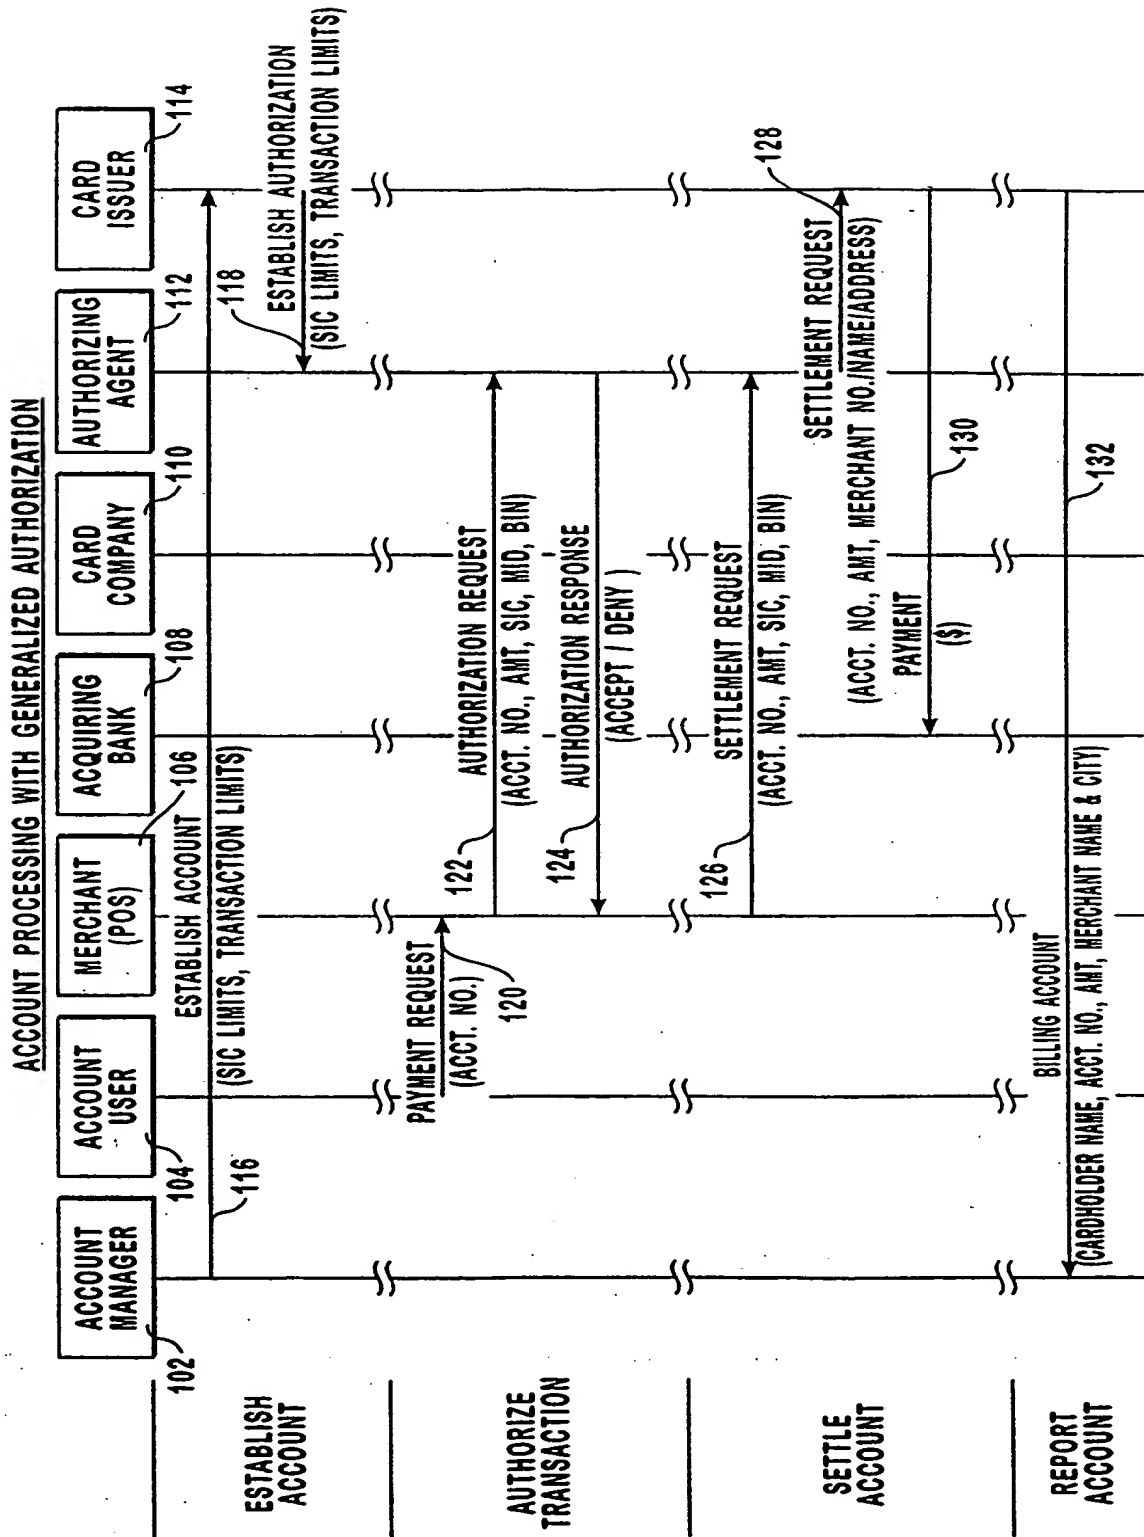 ACCOUNT PROCESSING WITH GENERALIZED AUTHORIZATION
ACCOUNT
MANAGER
102
ACCOUNT
USER
104
MERCHANT
(POS)
106
ACQUIRING
BANK
108
CARD
COMPANY
110
AUTHORIZING
AGENT
112
CARD
ISSUER
114
ESTABLISH
ACCOUNT
116
ESTABLISH ACCOUNT
(SIC LIMITS, TRANSACTION LIMITS)
118
ESTABLISH AUTHORIZATION
(SIC LIMITS, TRANSACTION LIMITS)
AUTHORIZE
TRANSACTION
PAYMENT REQUEST
(ACCT. NO.)
120
122
AUTHORIZATION REQUEST
(ACCT. NO., AMT, SIC, MID, BIN)
124
AUTHORIZATION RESPONSE
(ACCEPT / DENY )
SETTLE
ACCOUNT
126
SETTLEMENT REQUEST
(ACCT. NO., AMT, SIC, MID, BIN)
SETTLEMENT REQUEST
128
(ACCT. NO., AMT, MERCHANT NO./NAME/ADDRESS)
PAYMENT
($)
130
REPORT
ACCOUNT
BILLING ACCOUNT
132
(CARDHOLDER NAME, ACCT. NO., AMT, MERCHANT NAME & CITY)